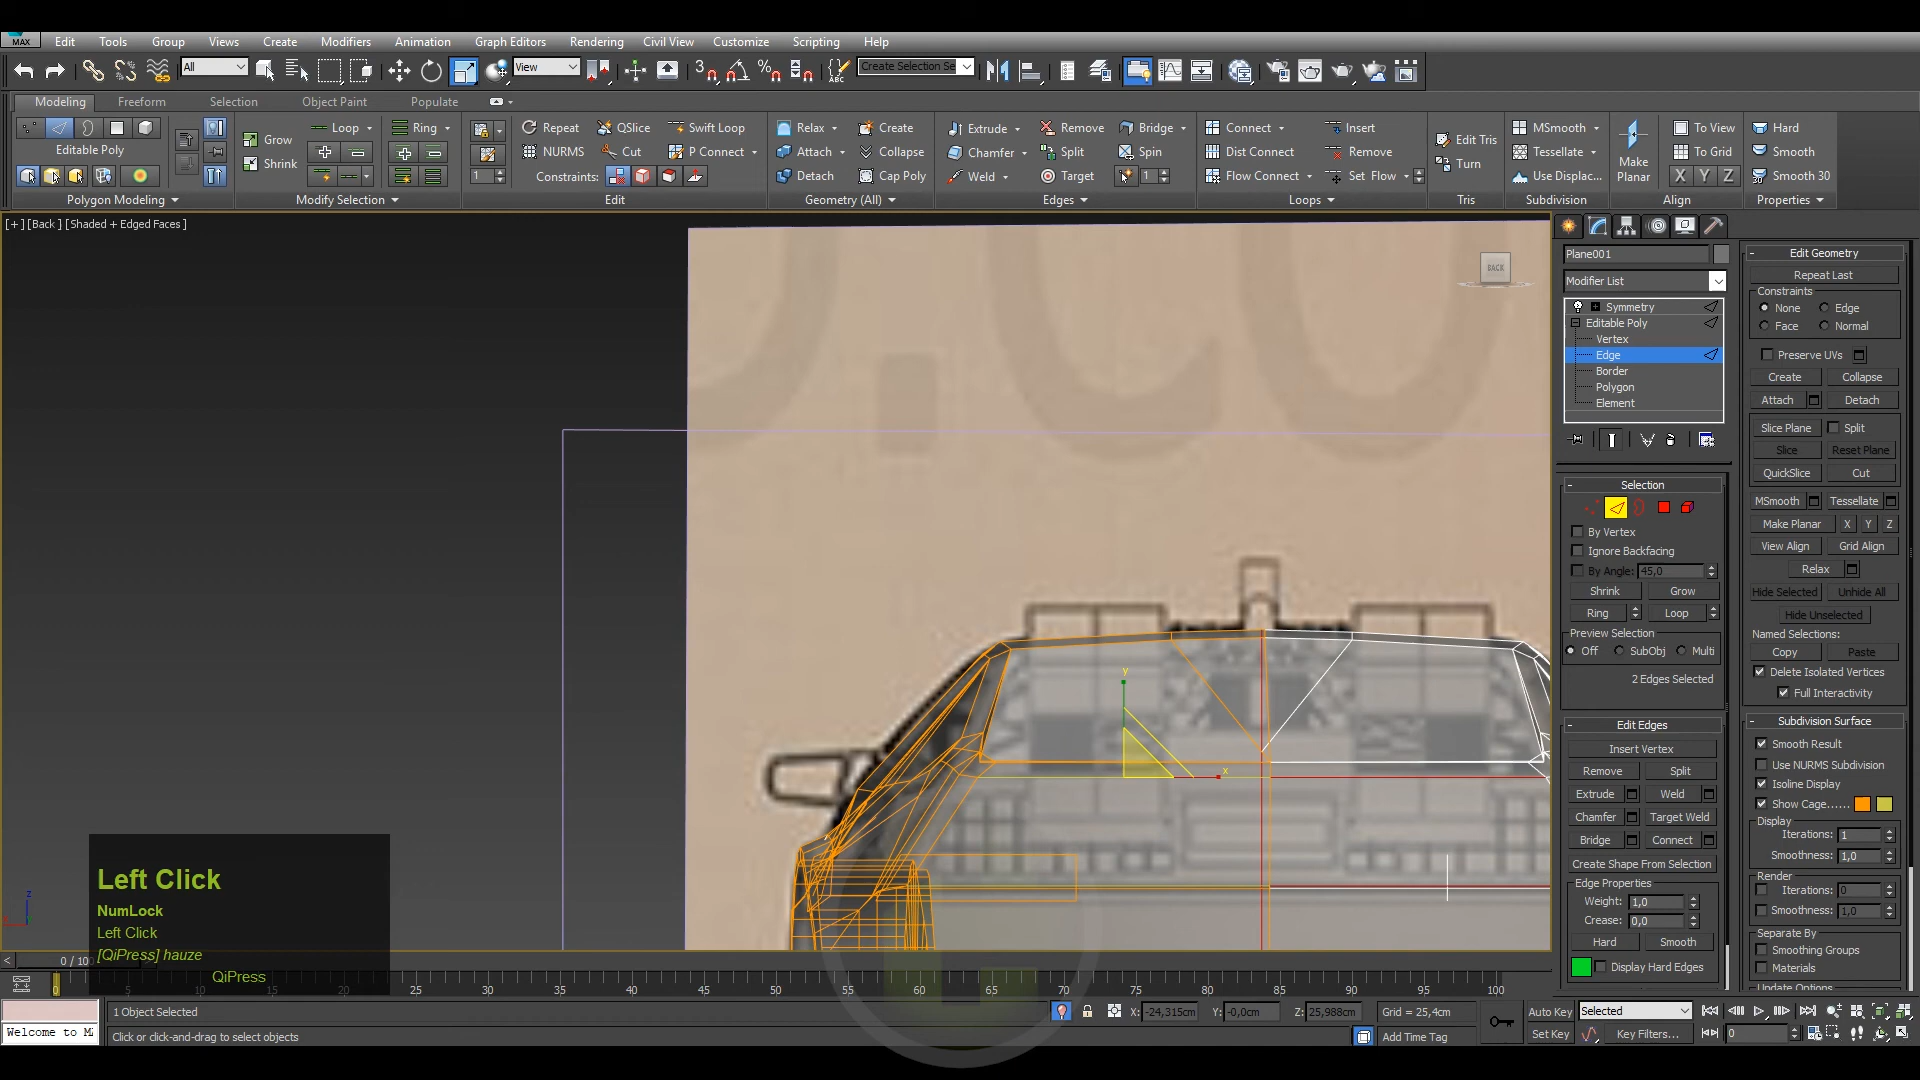 MAX Edit Tools Group Views Create Modifiers Animation Graph Editors Rendering Civil View Customize Scripting Help
All View 3 ABC Create Selection Se
Modeling Freeform Selection Object Paint Populate
Editable Poly
Polygon Modeling
Grow Loop Ring
Shrink
Modify Selection
Repeat QSlice Swift Loop
NURMS Cut P Connect
1 Constraints:
Edit
Relax Create
Attach Collapse
Detach Cap Poly
Geometry (All)
Extrude Remove Bridge
Chamfer Split Spin
Weld Target 1
Edges
Connect Insert
Dist Connect Remove
Flow Connect Set Flow
Loops
Edit Tris
Turn
Tris
MSmooth
Tessellate
Use Displac...
Subdivision
Make Planar
To View
To Grid
X Y Z
Align
Hard
Smooth
Smooth 30
Properties
[+] [Back] [Shaded + Edged Faces]
BACK
y
x
z
Left Click
NumLock
Left Click
[QiPress] hauze
QiPress
Plane001
Modifier List
Symmetry
Editable Poly
Vertex
Edge
Border
Polygon
Element
Selection
By Vertex
Ignore Backfacing
By Angle: 45,0
Shrink Grow
Ring Loop
Preview Selection
Off SubObj Multi
2 Edges Selected
Edit Edges
Insert Vertex
Remove Split
Extrude Weld
Chamfer Target Weld
Bridge Connect
Create Shape From Selection
Edge Properties
Weight: 1,0
Crease: 0,0
Hard Smooth
Display Hard Edges
Edit Geometry
Repeat Last
Constraints
None Edge
Face Normal
Preserve UVs
Create Collapse
Attach Detach
Slice Plane Split
Slice Reset Plane
QuickSlice Cut
MSmooth Tessellate
Make Planar X Y Z
View Align Grid Align
Relax
Hide Selected Unhide All
Hide Unselected
Named Selections:
Copy Paste
Delete Isolated Vertices
Full Interactivity
Subdivision Surface
Smooth Result
Use NURMS Subdivision
Isoline Display
Show Cage......
Display
Iterations: 1
Smoothness: 1,0
Render
Iterations: 0
Smoothness: 1,0
Separate By
Smoothing Groups
Materials
Update Options
0 / 100
0 5 10 15 20 25 30 35 40 45 50 55 60 65 70 75 80 85 90 95 100
1 Object Selected X: -24,315cm Y: -0,0cm Z: 25,988cm Grid = 25,4cm Auto Key Selected
Welcome to M Click or click-and-drag to select objects Add Time Tag Set Key Key Filters... 0